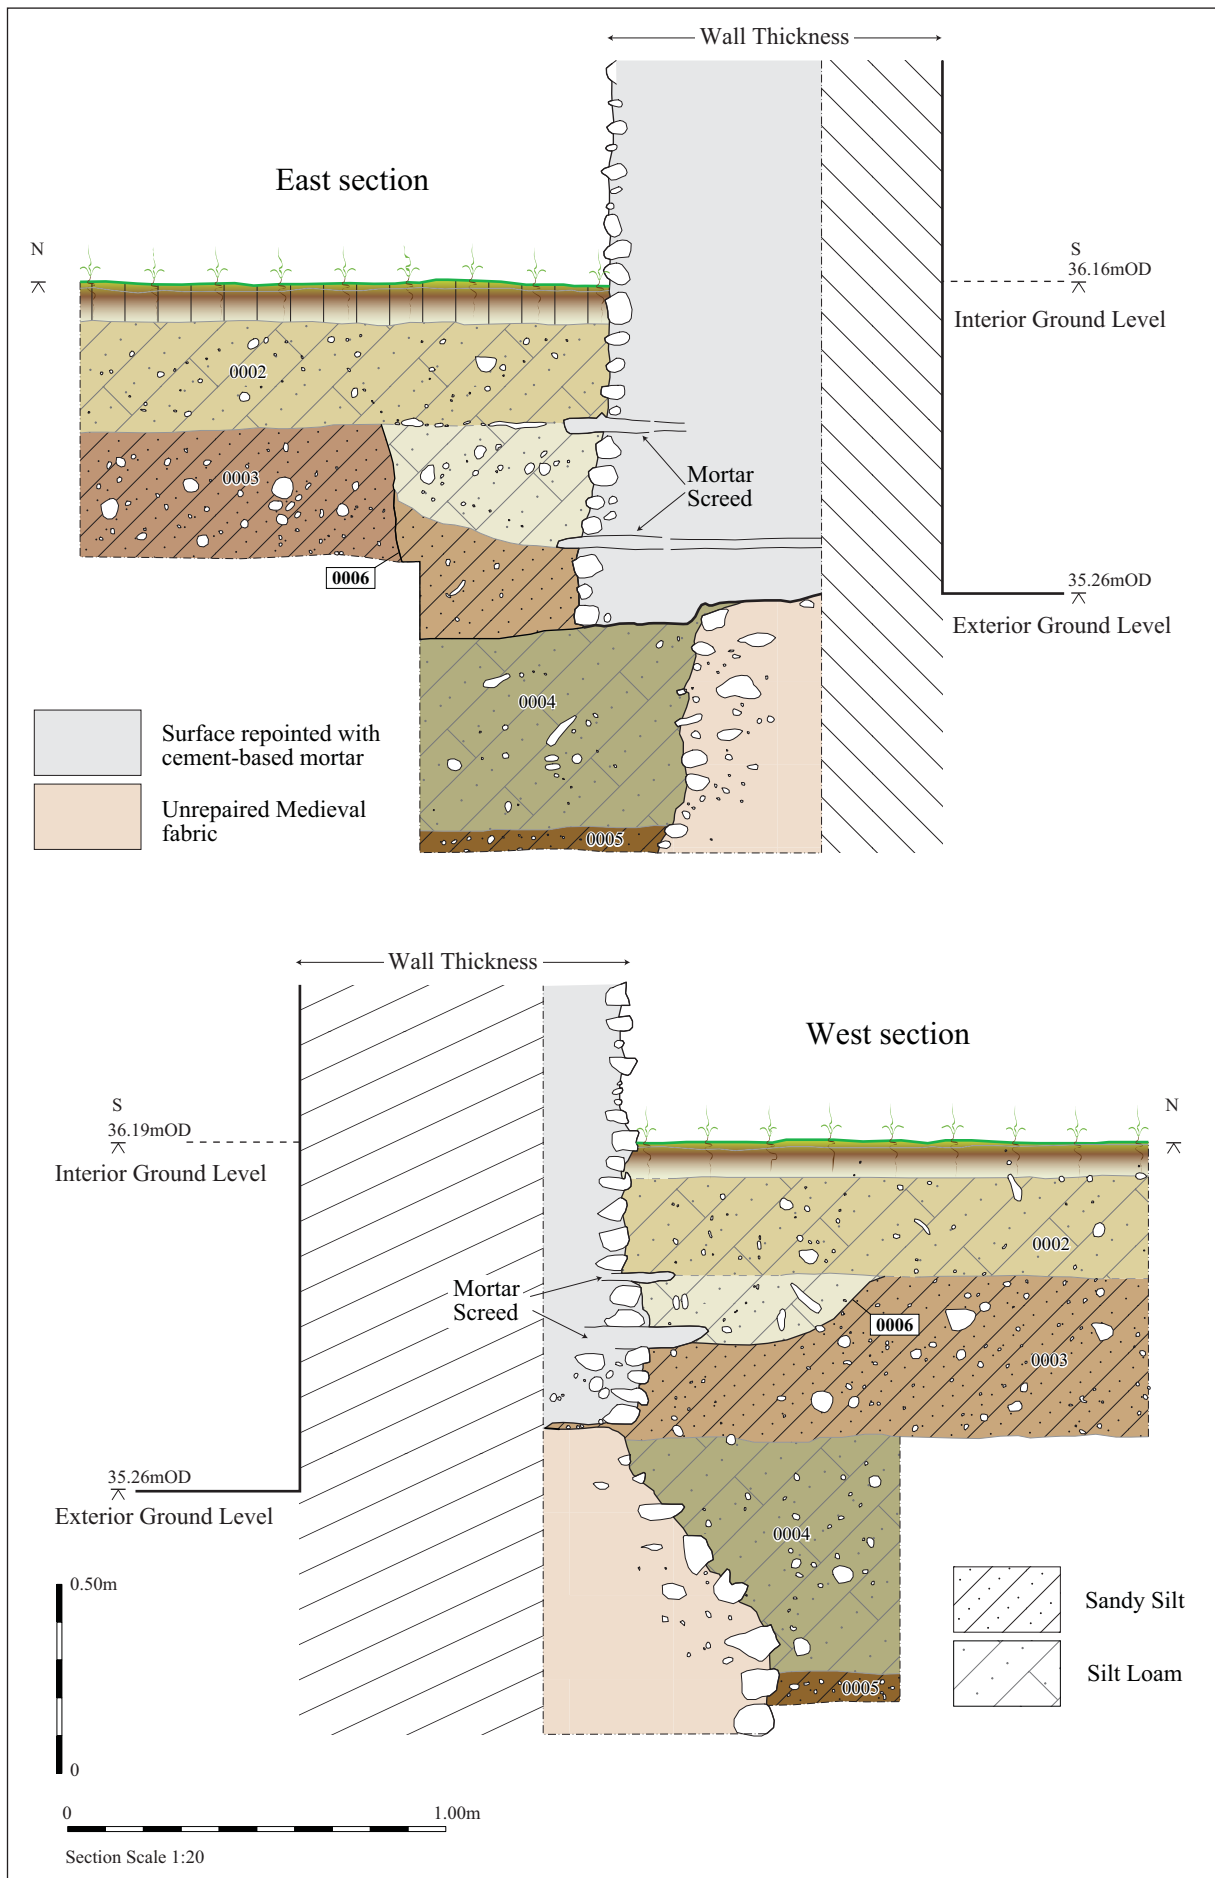 Wall Thickness
East section
N
S
36.16mOD
Interior Ground Level
0002
0003
Mortar
Screed
0006
35.26mOD
Exterior Ground Level
0004
Surface repointed with
cement-based mortar
Unrepaired Medieval
fabric
0005
Wall Thickness
West section
S
N
36.19mOD
Interior Ground Level
0002
Mortar
Screed
0006
0003
35.26mOD
Exterior Ground Level
0004
0.50m
Sandy Silt
Silt Loam
0005
0
0
1.00m
Section Scale 1:20